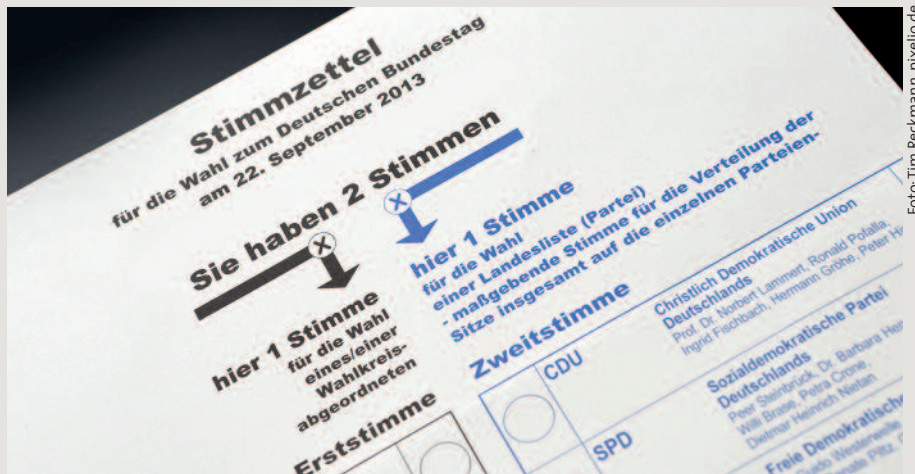 Stimmzettel
für die Wahl zum Deutschen Bundestag
am 22. September 2013
Sie haben 2 Stimmen
hier 1 Stimme
für die Wahl
eines/einer
Wahlkreis-
abgeordneten
Erststimme
hier 1 Stimme
für die Wahl
einer Landesliste (Partei)
- maßgebende Stimme für die Verteilung der
Sitze insgesamt auf die einzelnen Parteien-
Zweitstimme
CDU
Christlich Demokratische Union
Deutschlands
Prof. Dr. Norbert Lammert, Ronald Pofalla,
Ingrid Fischbach, Hermann Gröhe, Peter
SPD
Sozialdemokratische Partei
Deutschlands
Peer Steinbrück, Dr. Barbara
Willi Brase, Petra Crone,
Dietmar Heinrich Nietan
Freie Demokratische
Westerwelle
Foto: Tim Reckmann pixelio.de